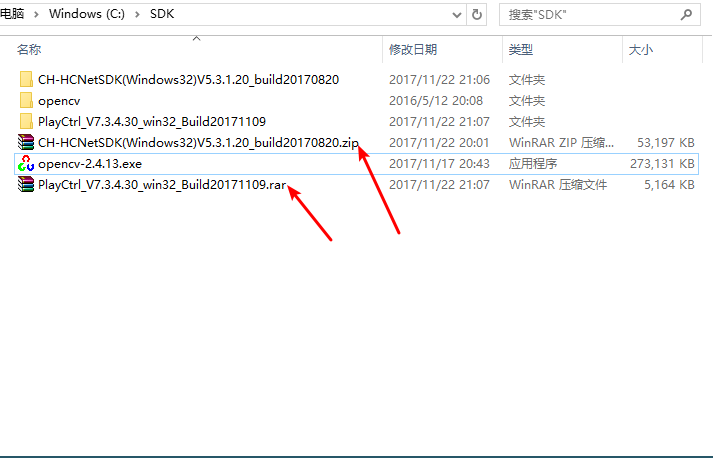 电脑 › Windows (C:) › SDK 搜索"SDK"
名称 修改日期 类型 大小
CH-HCNetSDK(Windows32)V5.3.1.20_build20170820 2017/11/22 21:06 文件夹
opencv 2016/5/12 20:08 文件夹
PlayCtrl_V7.3.4.30_win32_Build20171109 2017/11/22 21:07 文件夹
CH-HCNetSDK(Windows32)V5.3.1.20_build20170820.zip 2017/11/22 20:01 WinRAR ZIP 压缩... 53,197 KB
opencv-2.4.13.exe 2017/11/17 20:43 应用程序 273,131 KB
PlayCtrl_V7.3.4.30_win32_Build20171109.rar 2017/11/22 21:07 WinRAR 压缩文件 5,164 KB